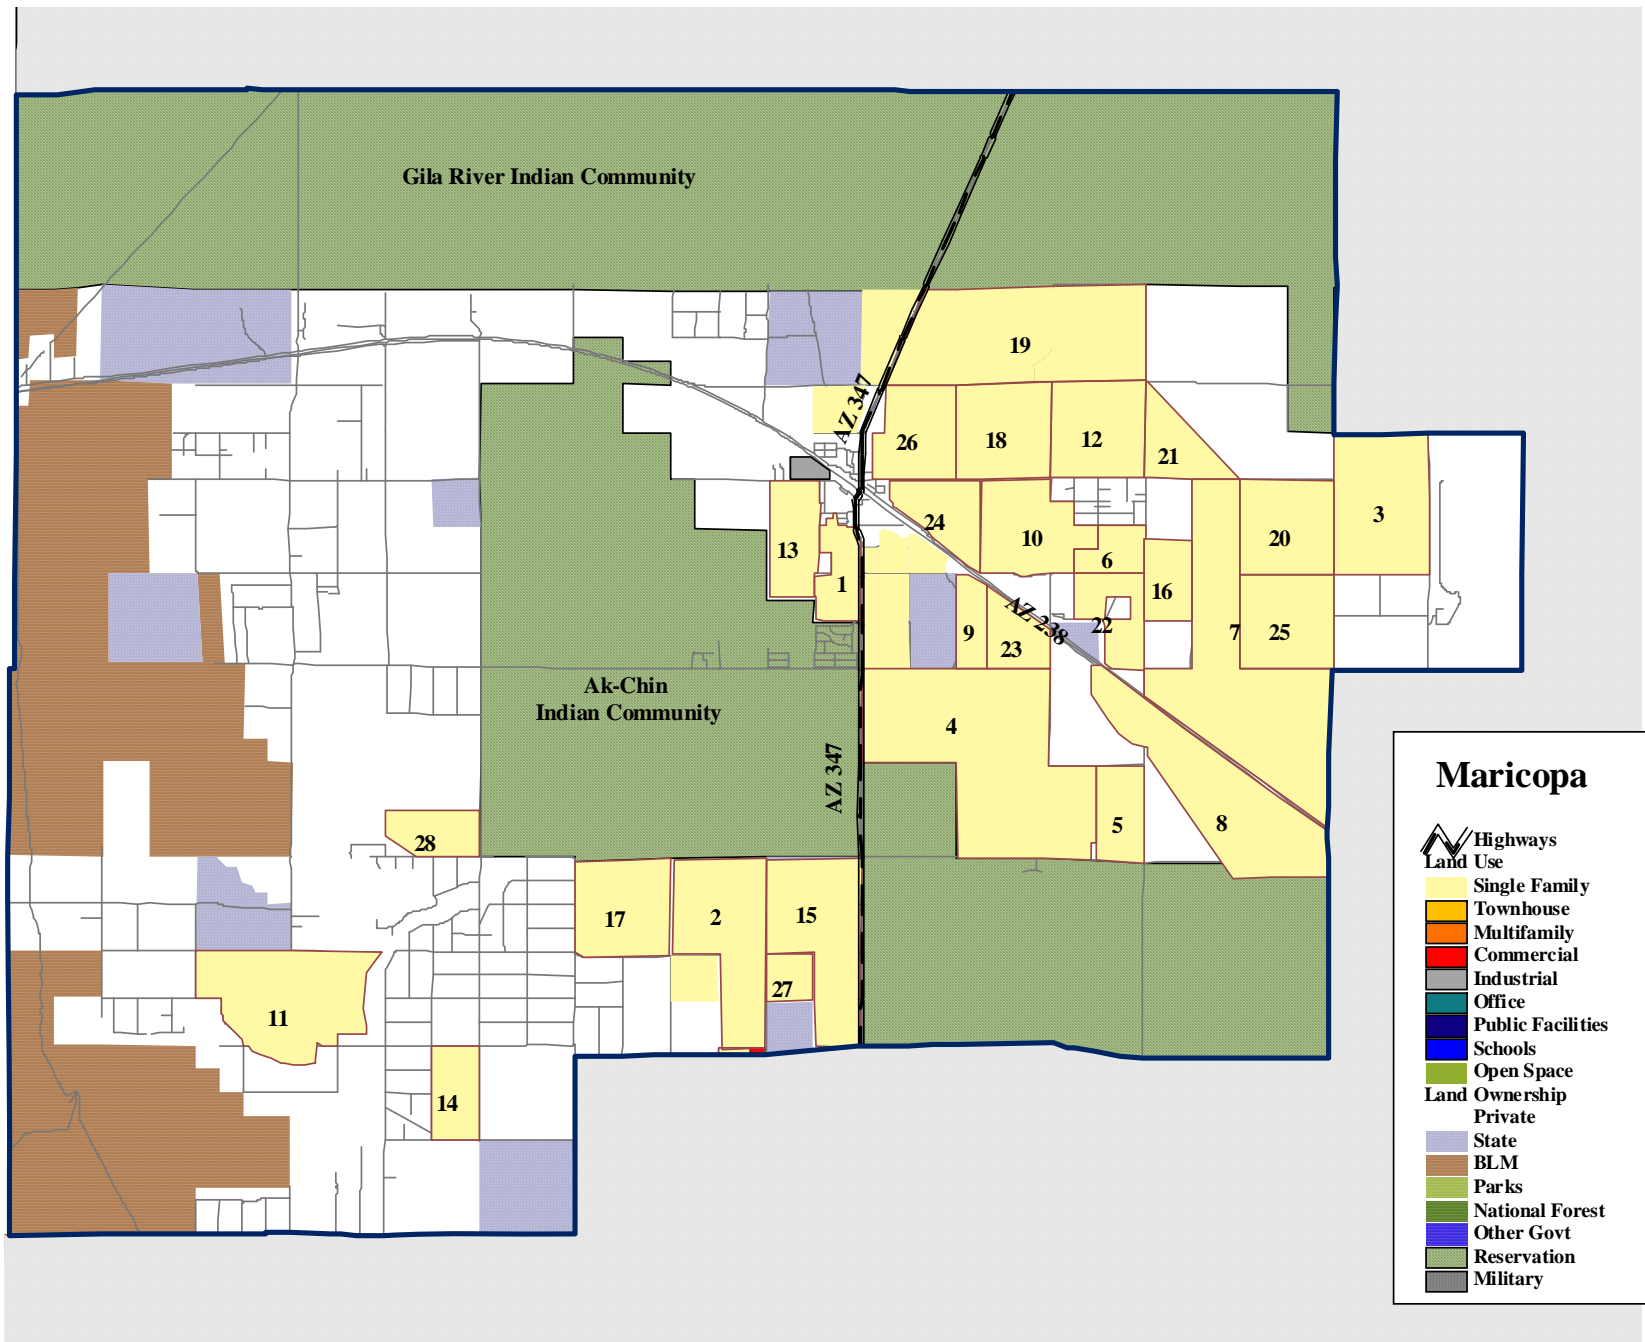 Gila River Indian Community
19
AZ 347
26
18
12
21
3
24
10
20
13
6
1
16
AZ 238
22
9
23
7
25
Ak-Chin
Indian Community
4
AZ 347
28
5
8
17
2
15
27
11
14
Maricopa
Highways
Land Use
Single Family
Townhouse
Multifamily
Commercial
Industrial
Office
Public Facilities
Schools
Open Space
Land Ownership
Private
State
BLM
Parks
National Forest
Other Govt
Reservation
Military